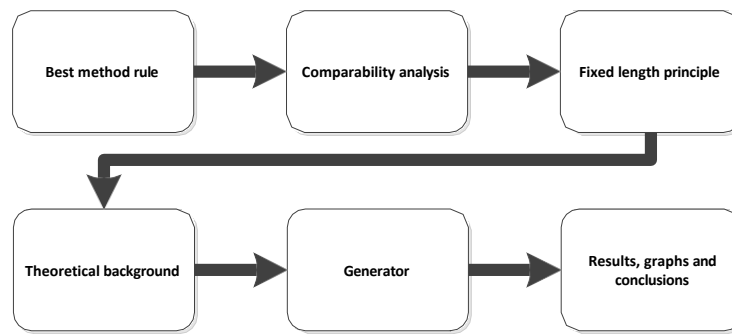 Best method rule
Comparability analysis
Fixed length principle
Theoretical background
Generator
Results, graphs and
conclusions